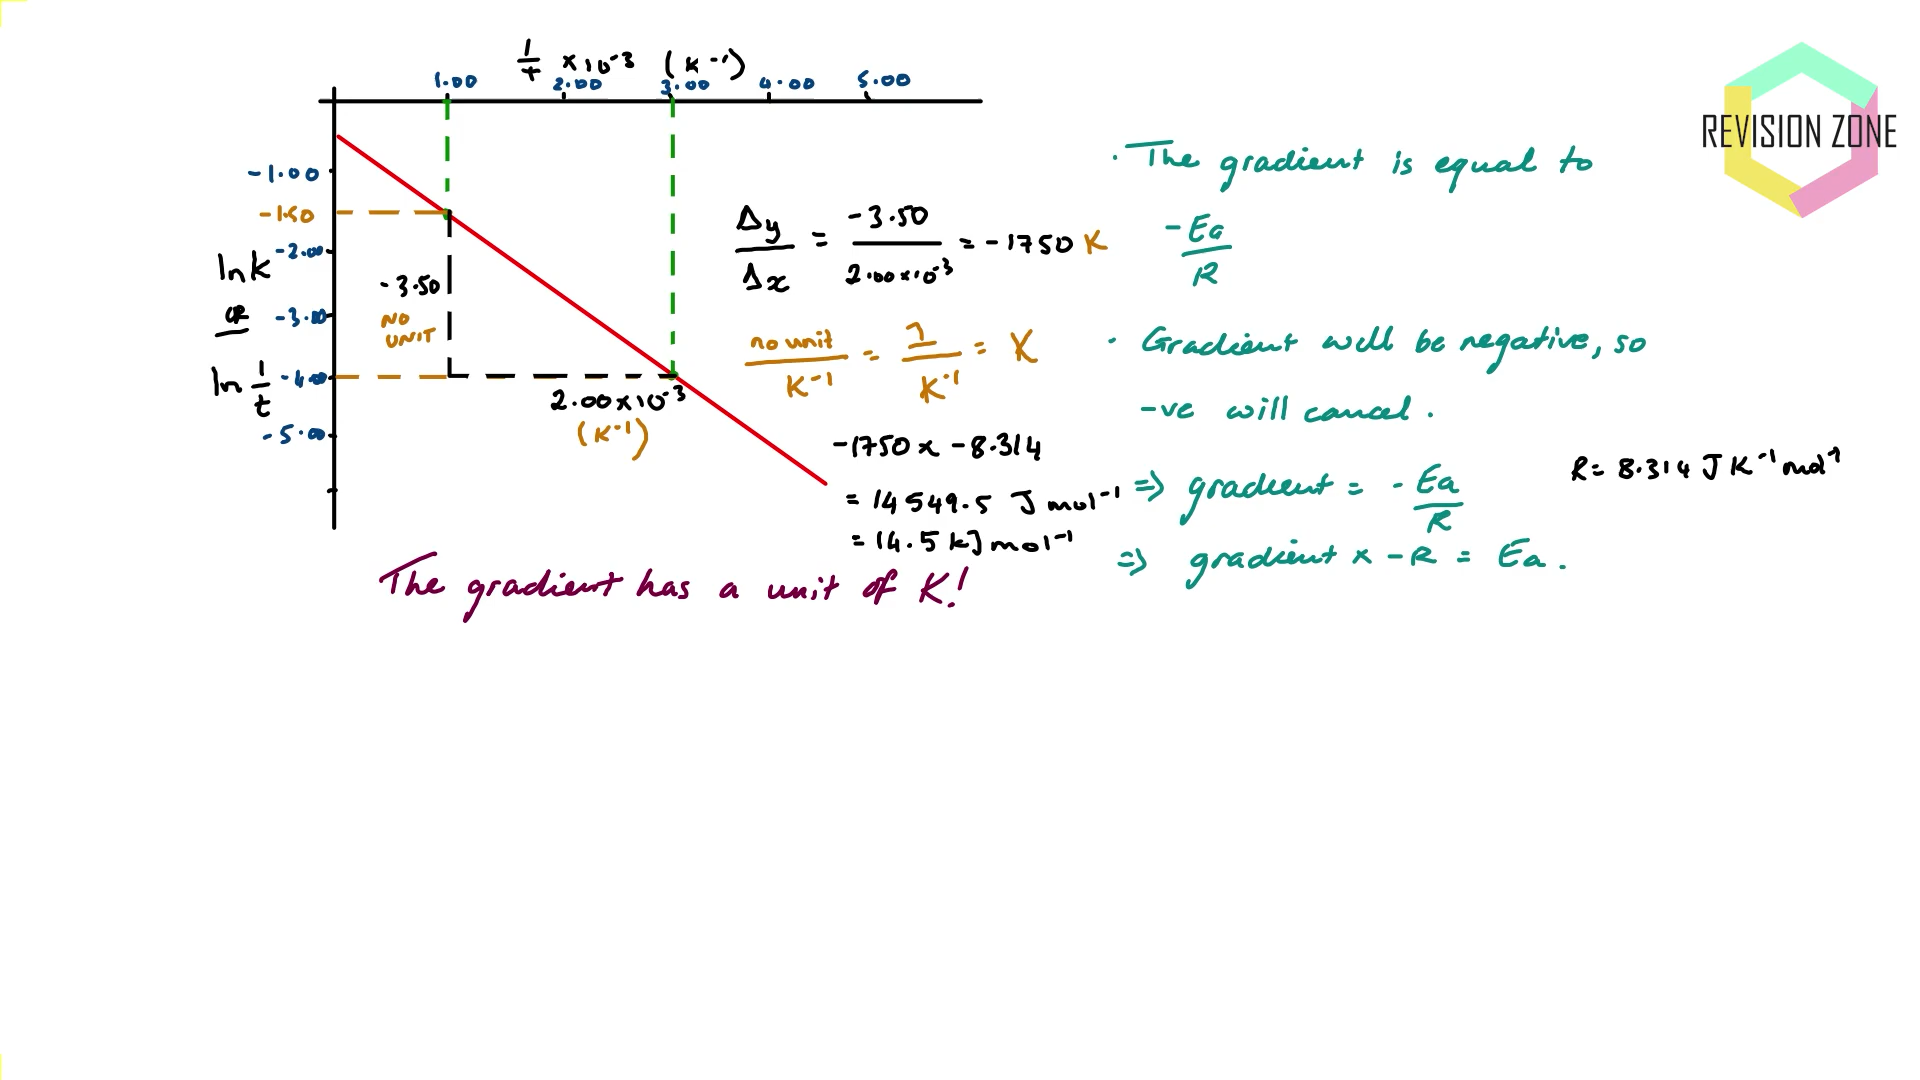 1/T ×10⁻³ (K⁻¹)
1.00 2.00 3.00 4.00 5.00
REVISION ZONE
-1.00
-1.50
-2.00
ln k
OR
ln 1/t
-4.00
-5.00
-3.50
NO
UNIT
2.00×10⁻³
(K⁻¹)
Δy/Δx = -3.50/2.00×10⁻³ = -1750 K
no unit/K⁻¹ = 1/K⁻¹ = K
-1750 x -8.314
= 14549.5 J mol⁻¹
= 14.5 kJ mol⁻¹
The gradient has a unit of K!
· The gradient is equal to
-Ea/R
· Gradient will be negative, so
-ve will cancel.
⇒ gradient = -Ea/R
⇒ gradient x -R = Ea.
R= 8.314 J K⁻¹ mol⁻¹